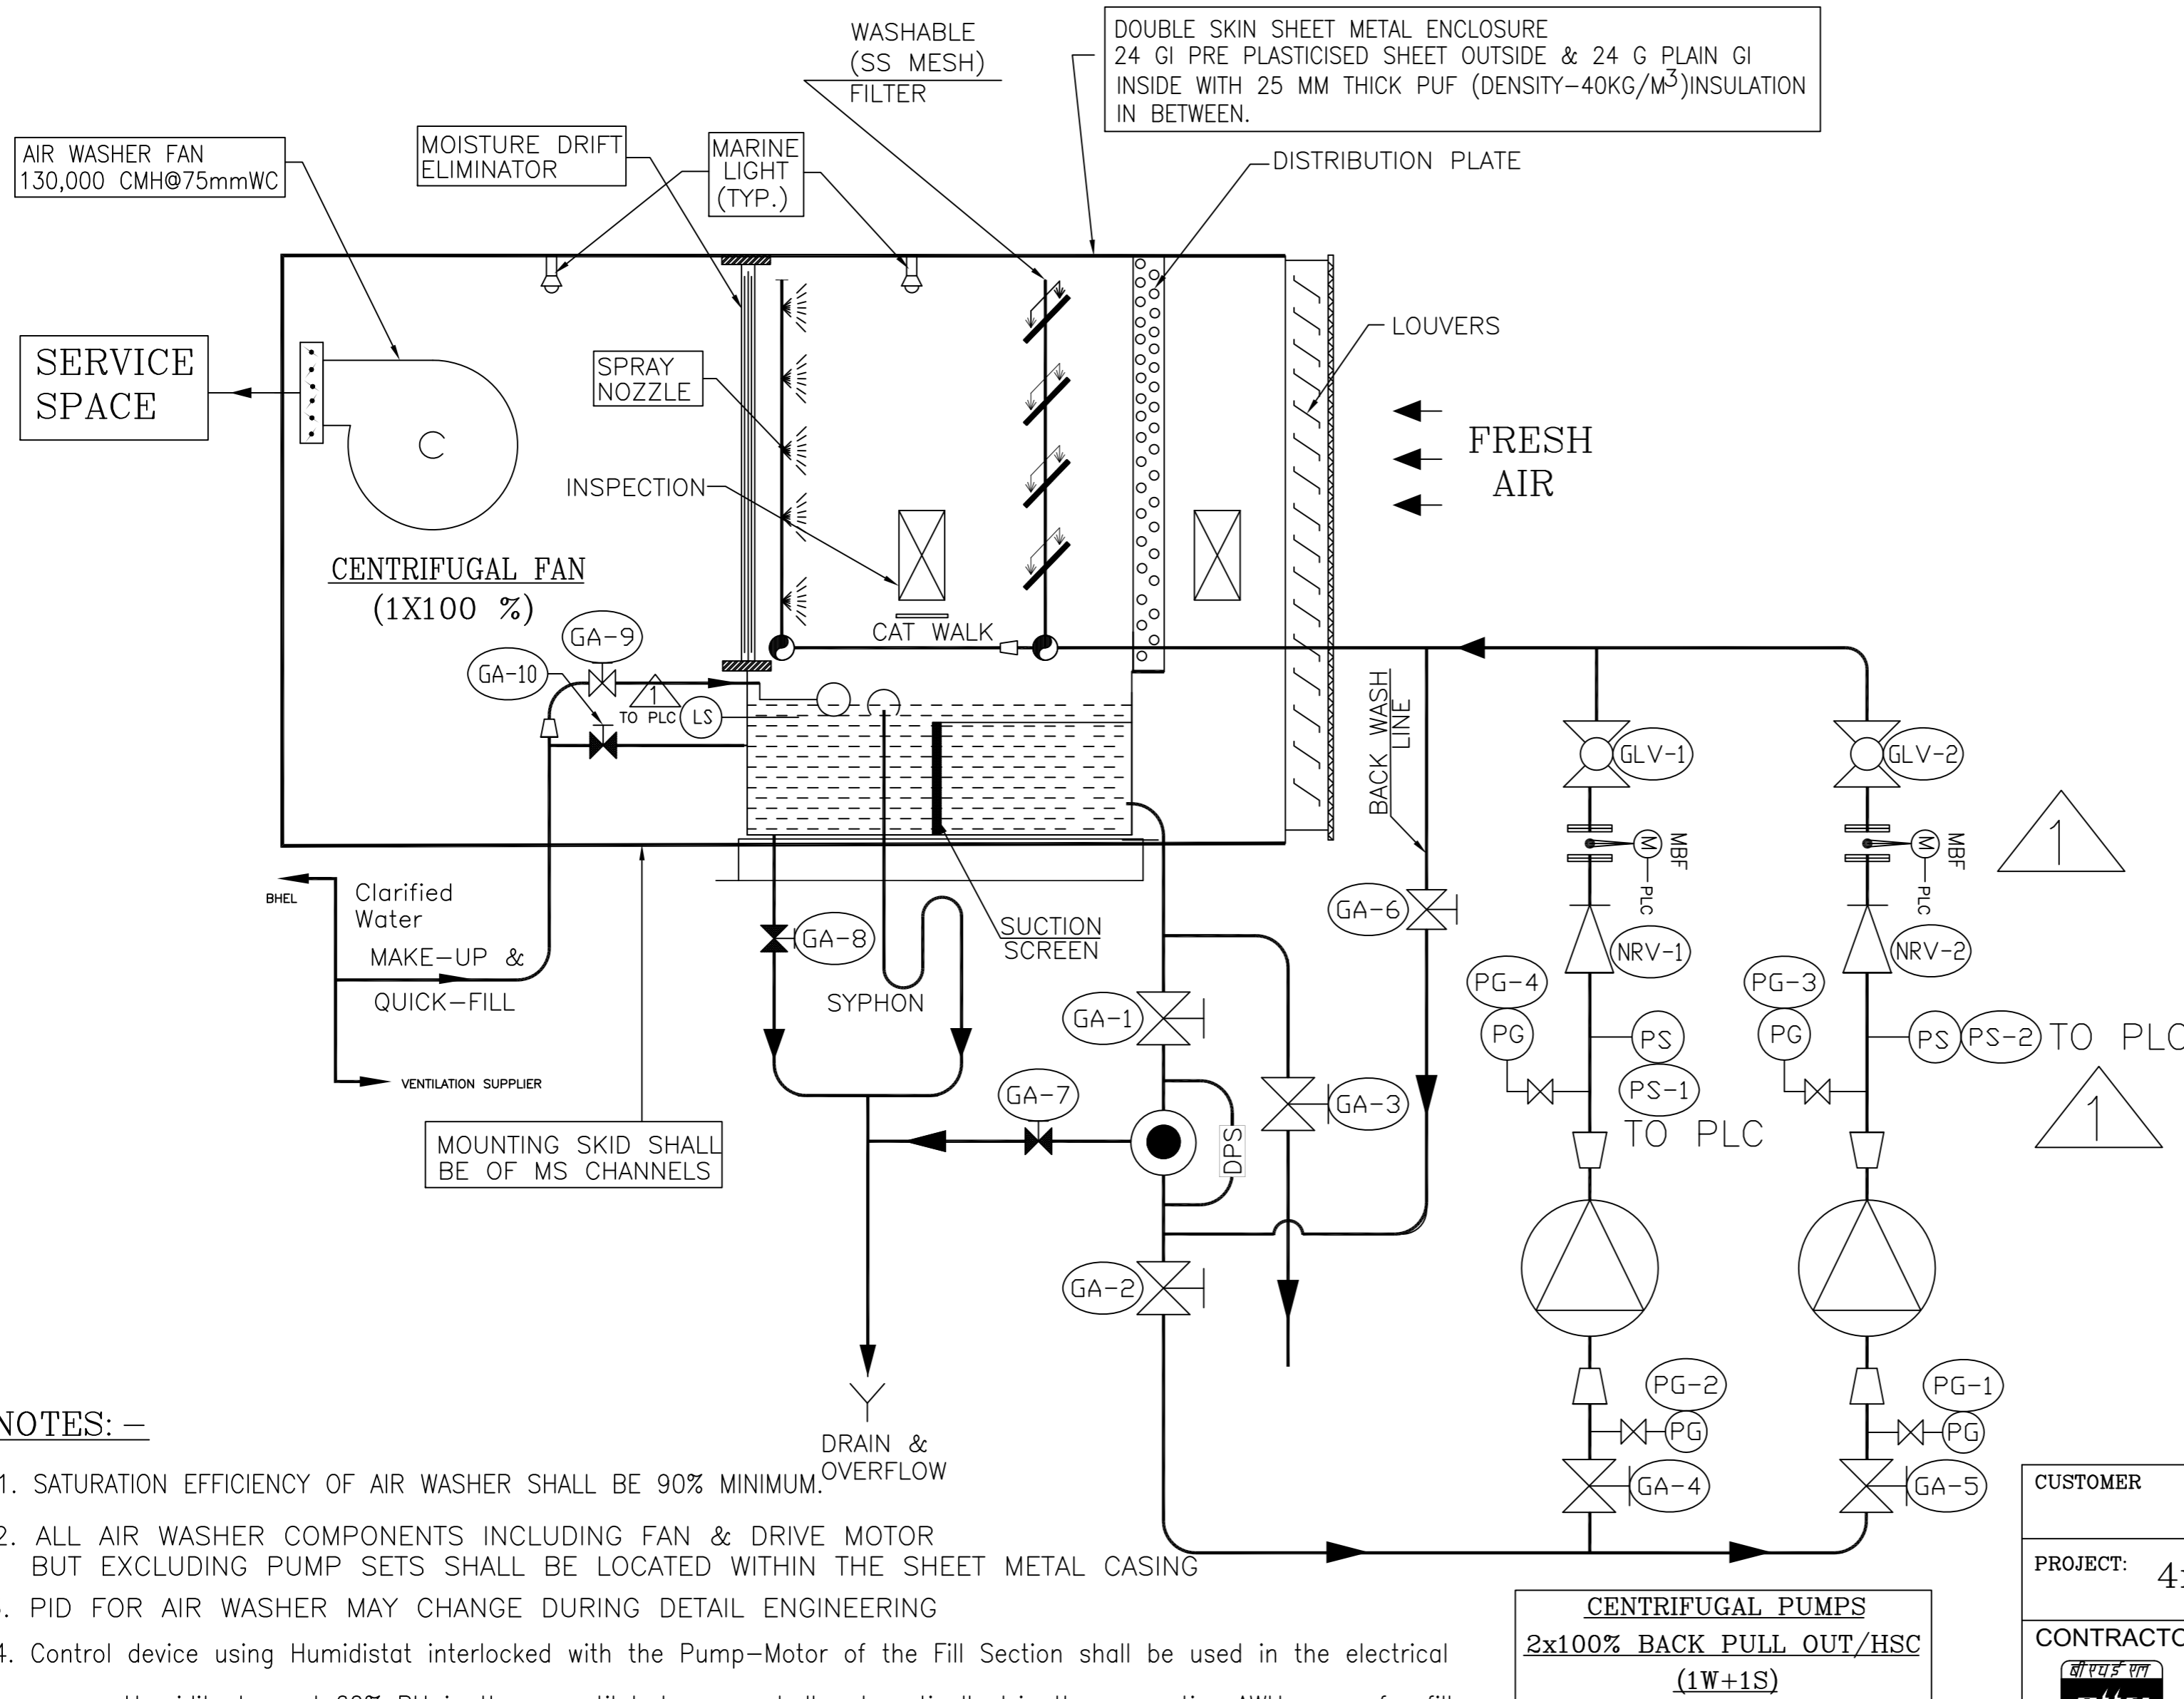 WASHABLE
(SS MESH)
FILTER
DOUBLE SKIN SHEET METAL ENCLOSURE
24 GI PRE PLASTICISED SHEET OUTSIDE & 24 G PLAIN GI
INSIDE WITH 25 MM THICK PUF (DENSITY-40KG/M3)INSULATION
IN BETWEEN.
AIR WASHER FAN
130,000 CMH@75mmWC
MOISTURE DRIFT
ELIMINATOR
MARINE
LIGHT
(TYP.)
DISTRIBUTION PLATE
LOUVERS
SERVICE
SPACE
SPRAY
NOZZLE
FRESH
AIR
INSPECTION
CENTRIFUGAL FAN
(1X100 %)
CAT WALK
GA-9
GA-10
1
TO PLC
LS
BACK WASH
LINE
GLV-1
GLV-2
M
MBF
PLC
M
MBF
PLC
1
BHEL
Clarified
Water
MAKE-UP &
QUICK-FILL
VENTILATION SUPPLIER
GA-8
SYPHON
SUCTION
SCREEN
GA-6
NRV-1
NRV-2
PG-4
PG
PG-3
PG
GA-1
PS
PS-1
TO PLC
PS
PS-2
TO PLC
1
GA-7
GA-3
DPS
MOUNTING SKID SHALL
BE OF MS CHANNELS
GA-2
PG-2
PG
PG-1
PG
GA-4
GA-5
DRAIN &
OVERFLOW
NOTES: -
1. SATURATION EFFICIENCY OF AIR WASHER SHALL BE 90% MINIMUM.
2. ALL AIR WASHER COMPONENTS INCLUDING FAN & DRIVE MOTOR
BUT EXCLUDING PUMP SETS SHALL BE LOCATED WITHIN THE SHEET METAL CASING
. PID FOR AIR WASHER MAY CHANGE DURING DETAIL ENGINEERING
4. Control device using Humidistat interlocked with the Pump-Motor of the Fill Section shall be used in the electrical
CENTRIFUGAL PUMPS
2x100% BACK PULL OUT/HSC
(1W+1S)
CUSTOMER
PROJECT:
CONTRACTO
बी एच ई एल